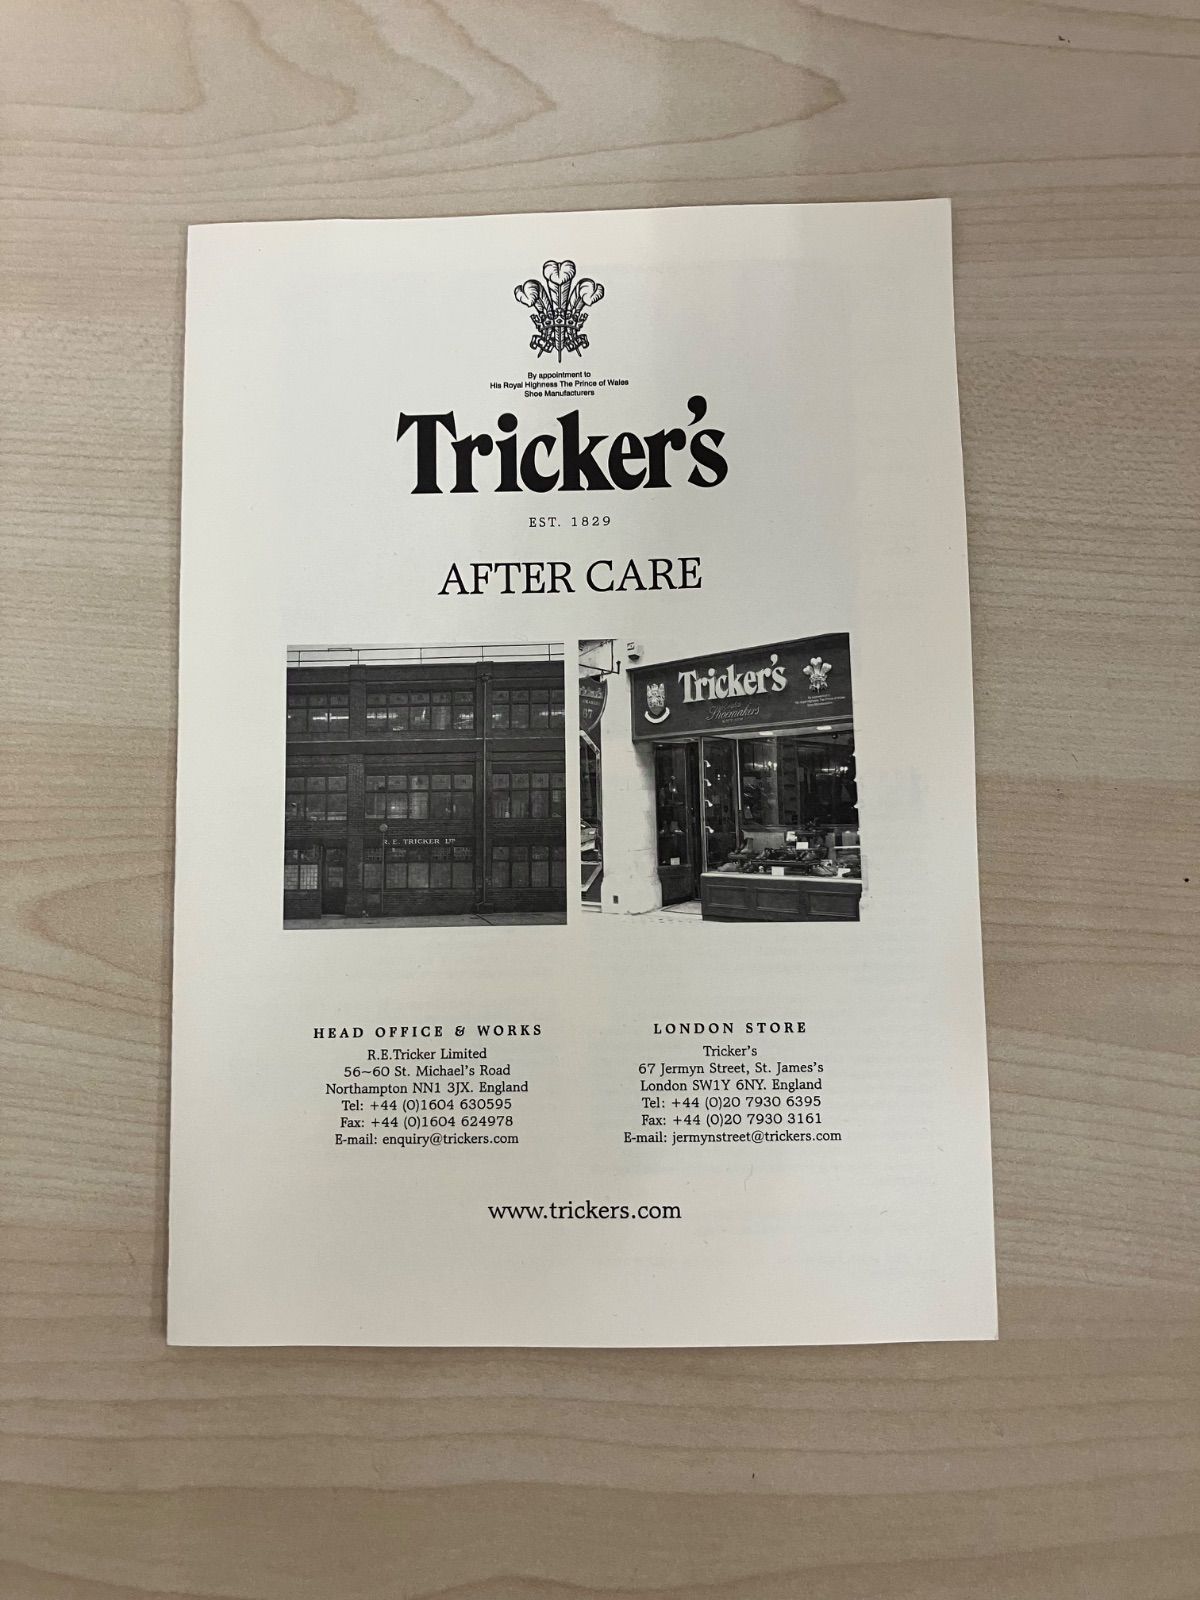 By appointment to
His Royal Highness The Prince of Wales
Shoe Manufacturers
Tricker's
EST. 1829
AFTER CARE
R. E. TRICKER LTD
67
Tricker's
Shoemakers
HEAD OFFICE & WORKS
R.E.Tricker Limited
56~60 St. Michael's Road
Northampton NN1 3JX. England
Tel: +44 (0)1604 630595
Fax: +44 (0)1604 624978
E-mail: enquiry@trickers.com
LONDON STORE
Tricker's
67 Jermyn Street, St. James's
London SW1Y 6NY. England
Tel: +44 (0)20 7930 6395
Fax: +44 (0)20 7930 3161
E-mail: jermynstreet@trickers.com
www.trickers.com